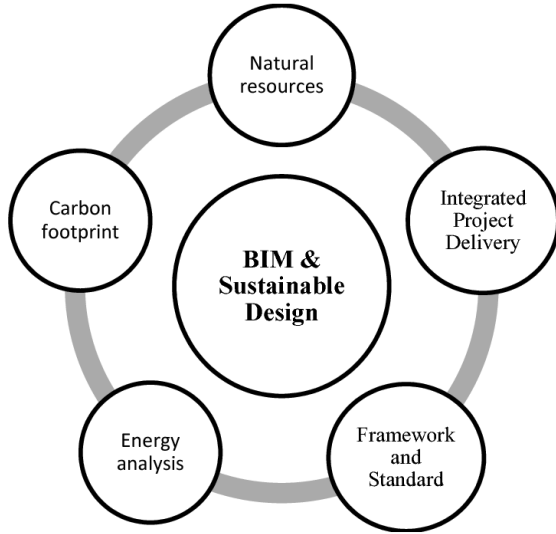 Natural
resources
Integrated
Project
Delivery
Carbon
footprint
BIM &
Sustainable
Design
Energy
analysis
Framework
and
Standard